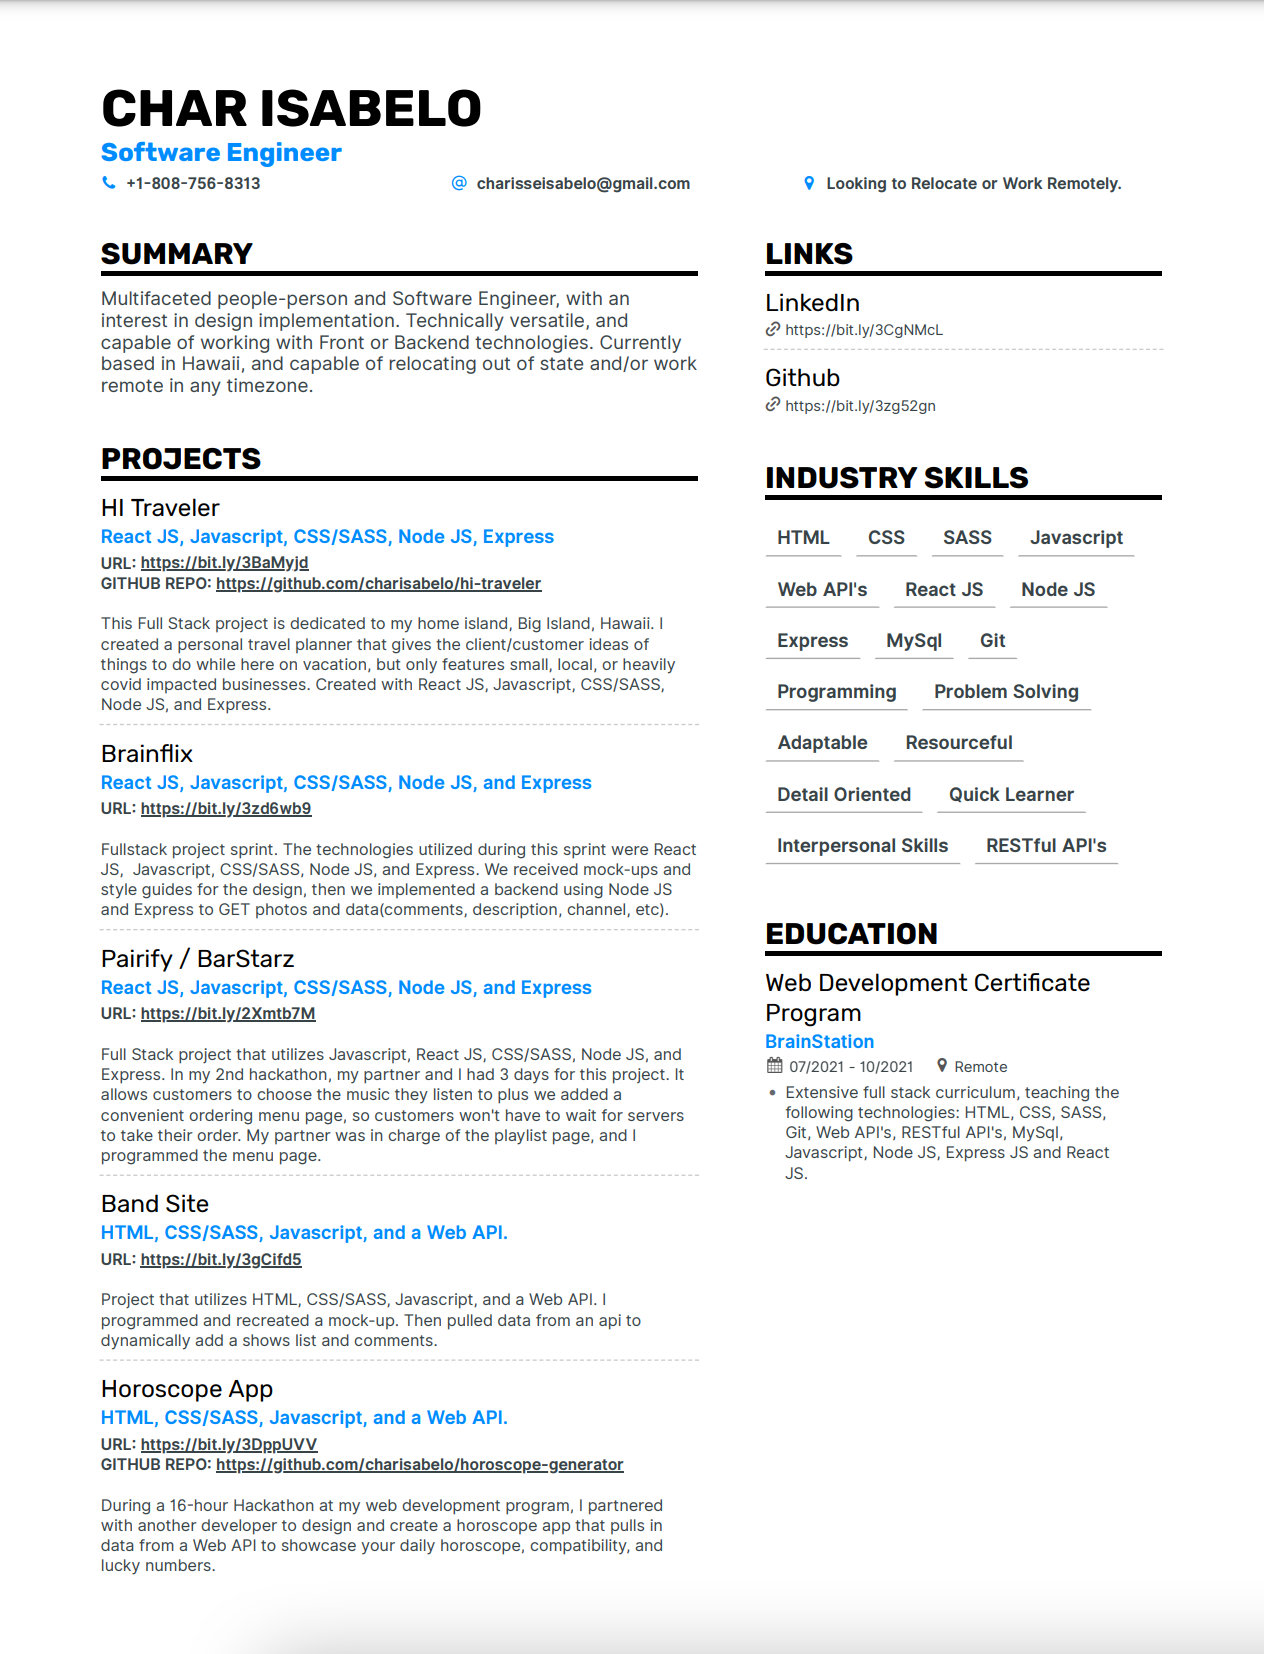 CHAR ISABELO
Software Engineer
+1-808-756-8313
charisseisabelo@gmail.com
Looking to Relocate or Work Remotely.
SUMMARY
Multifaceted people-person and Software Engineer, with an
interest in design implementation. Technically versatile, and
capable of working with Front or Backend technologies. Currently
based in Hawaii, and capable of relocating out of state and/or work
remote in any timezone.
PROJECTS
HI Traveler
React JS, Javascript, CSS/SASS, Node JS, Express
URL: https://bit.ly/3BaMyjd
GITHUB REPO: https://github.com/charisabelo/hi-traveler
This Full Stack project is dedicated to my home island, Big Island, Hawaii. I
created a personal travel planner that gives the client/customer ideas of
things to do while here on vacation, but only features small, local, or heavily
covid impacted businesses. Created with React JS, Javascript, CSS/SASS,
Node JS, and Express.
Brainflix
React JS, Javascript, CSS/SASS, Node JS, and Express
URL: https://bit.ly/3zd6wb9
Fullstack project sprint. The technologies utilized during this sprint were React
JS,  Javascript, CSS/SASS, Node JS, and Express. We received mock-ups and
style guides for the design, then we implemented a backend using Node JS
and Express to GET photos and data(comments, description, channel, etc).
Pairify / BarStarz
React JS, Javascript, CSS/SASS, Node JS, and Express
URL: https://bit.ly/2Xmtb7M
Full Stack project that utilizes Javascript, React JS, CSS/SASS, Node JS, and
Express. In my 2nd hackathon, my partner and I had 3 days for this project. It
allows customers to choose the music they listen to plus we added a
convenient ordering menu page, so customers won't have to wait for servers
to take their order. My partner was in charge of the playlist page, and I
programmed the menu page.
Band Site
HTML, CSS/SASS, Javascript, and a Web API.
URL: https://bit.ly/3gCifd5
Project that utilizes HTML, CSS/SASS, Javascript, and a Web API. I
programmed and recreated a mock-up. Then pulled data from an api to
dynamically add a shows list and comments.
Horoscope App
HTML, CSS/SASS, Javascript, and a Web API.
URL: https://bit.ly/3DppUVV
GITHUB REPO: https://github.com/charisabelo/horoscope-generator
During a 16-hour Hackathon at my web development program, I partnered
with another developer to design and create a horoscope app that pulls in
data from a Web API to showcase your daily horoscope, compatibility, and
lucky numbers.
LINKS
LinkedIn
https://bit.ly/3CgNMcL
Github
https://bit.ly/3zg52gn
INDUSTRY SKILLS
HTML CSS SASS Javascript
Web API's React JS Node JS
Express MySql Git
Programming Problem Solving
Adaptable Resourceful
Detail Oriented Quick Learner
Interpersonal Skills RESTful API's
EDUCATION
Web Development Certificate
Program
BrainStation
07/2021 - 10/2021 Remote
• Extensive full stack curriculum, teaching the
following technologies: HTML, CSS, SASS,
Git, Web API's, RESTful API's, MySql,
Javascript, Node JS, Express JS and React
JS.